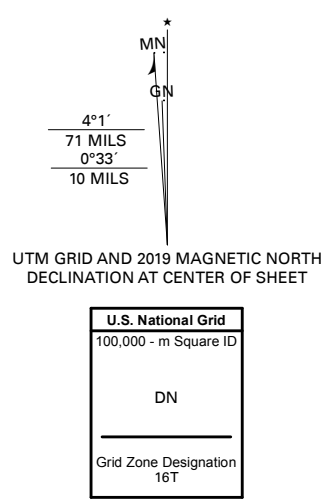 MN
GN
4°1´
71 MILS
0°33´
10 MILS
UTM GRID AND 2019 MAGNETIC NORTH
DECLINATION AT CENTER OF SHEET
U.S. National Grid
100,000 - m Square ID
DN
Grid Zone Designation
16T